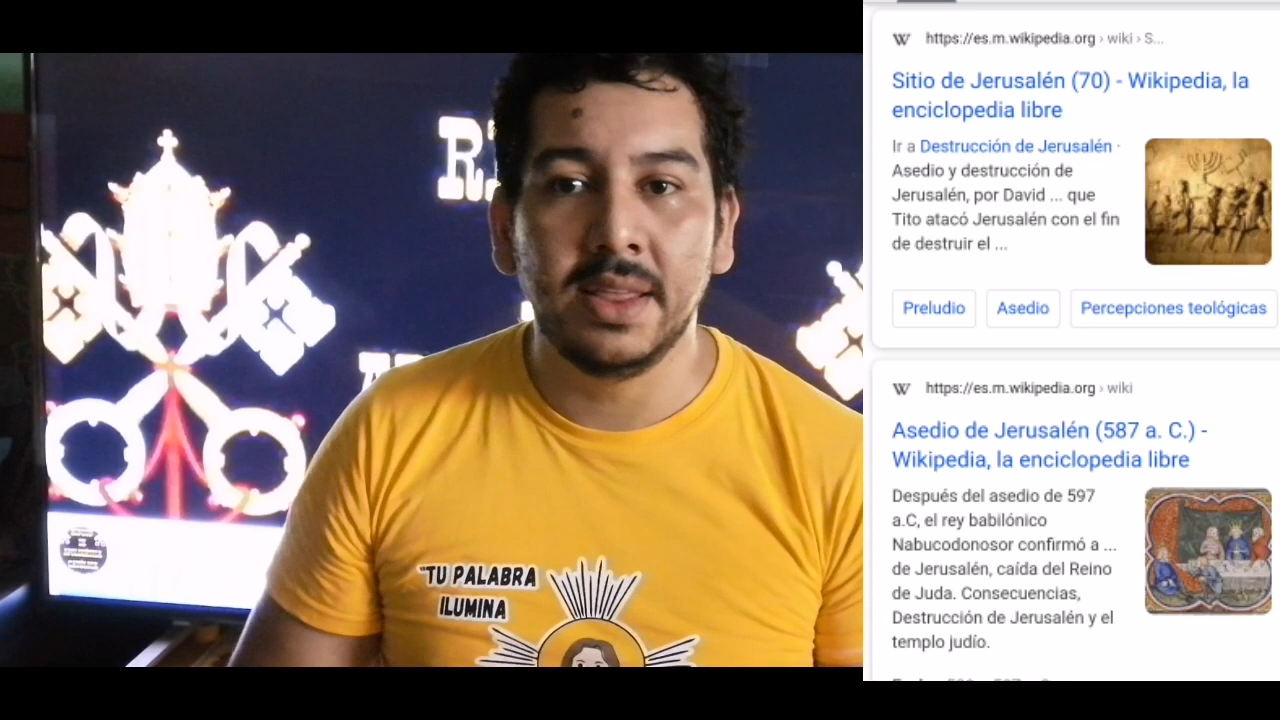 "TU PALABRA
ILUMINA
https://es.m.wikipedia.org › wiki › S...
Sitio de Jerusalén (70) - Wikipedia, la
enciclopedia libre
Ir a Destrucción de Jerusalén ·
Asedio y destrucción de
Jerusalén, por David ... que
Tito atacó Jerusalén con el fin
de destruir el ...
Preludio
Asedio
Percepciones teológicas
https://es.m.wikipedia.org › wiki
Asedio de Jerusalén (587 a. C.) -
Wikipedia, la enciclopedia libre
Después del asedio de 597
a.C, el rey babilónico
Nabucodonosor confirmó a ...
de Jerusalén, caída del Reino
de Juda. Consecuencias,
Destrucción de Jerusalén y el
templo judío.